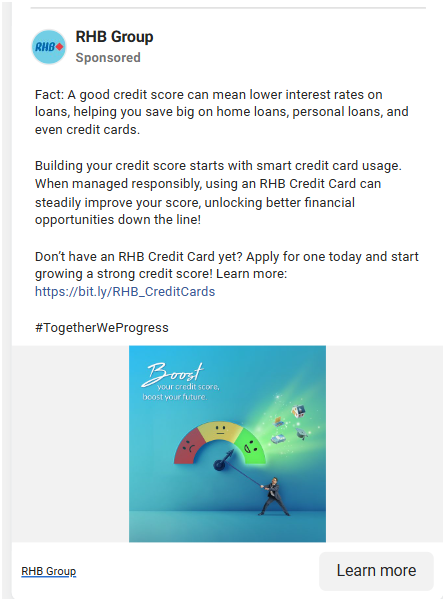 RHB Group
RHB
Sponsored
Fact: A good credit score can mean lower interest rates on
loans, helping you save big on home loans, personal loans, and
even credit cards.
Building your credit score starts with smart credit card usage.
When managed responsibly, using an RHB Credit Card can
steadily improve your score, unlocking better financial
opportunities down the line!
Don’t have an RHB Credit Card yet? Apply for one today and start
growing a strong credit score! Learn more:
https://bit.ly/RHB_CreditCards
#TogetherWeProgress
Boost
your credit score,
boost your future.
RHB Group
Learn more